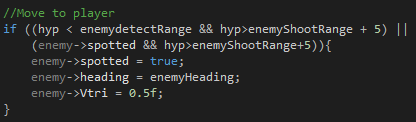 //Move to player
if ((hyp < enemydetectRange && hyp>enemyShootRange + 5) ||
    (enemy->spotted && hyp>enemyShootRange+5)){
    enemy->spotted = true;
    enemy->heading = enemyHeading;
    enemy->Vtri = 0.5f;
}